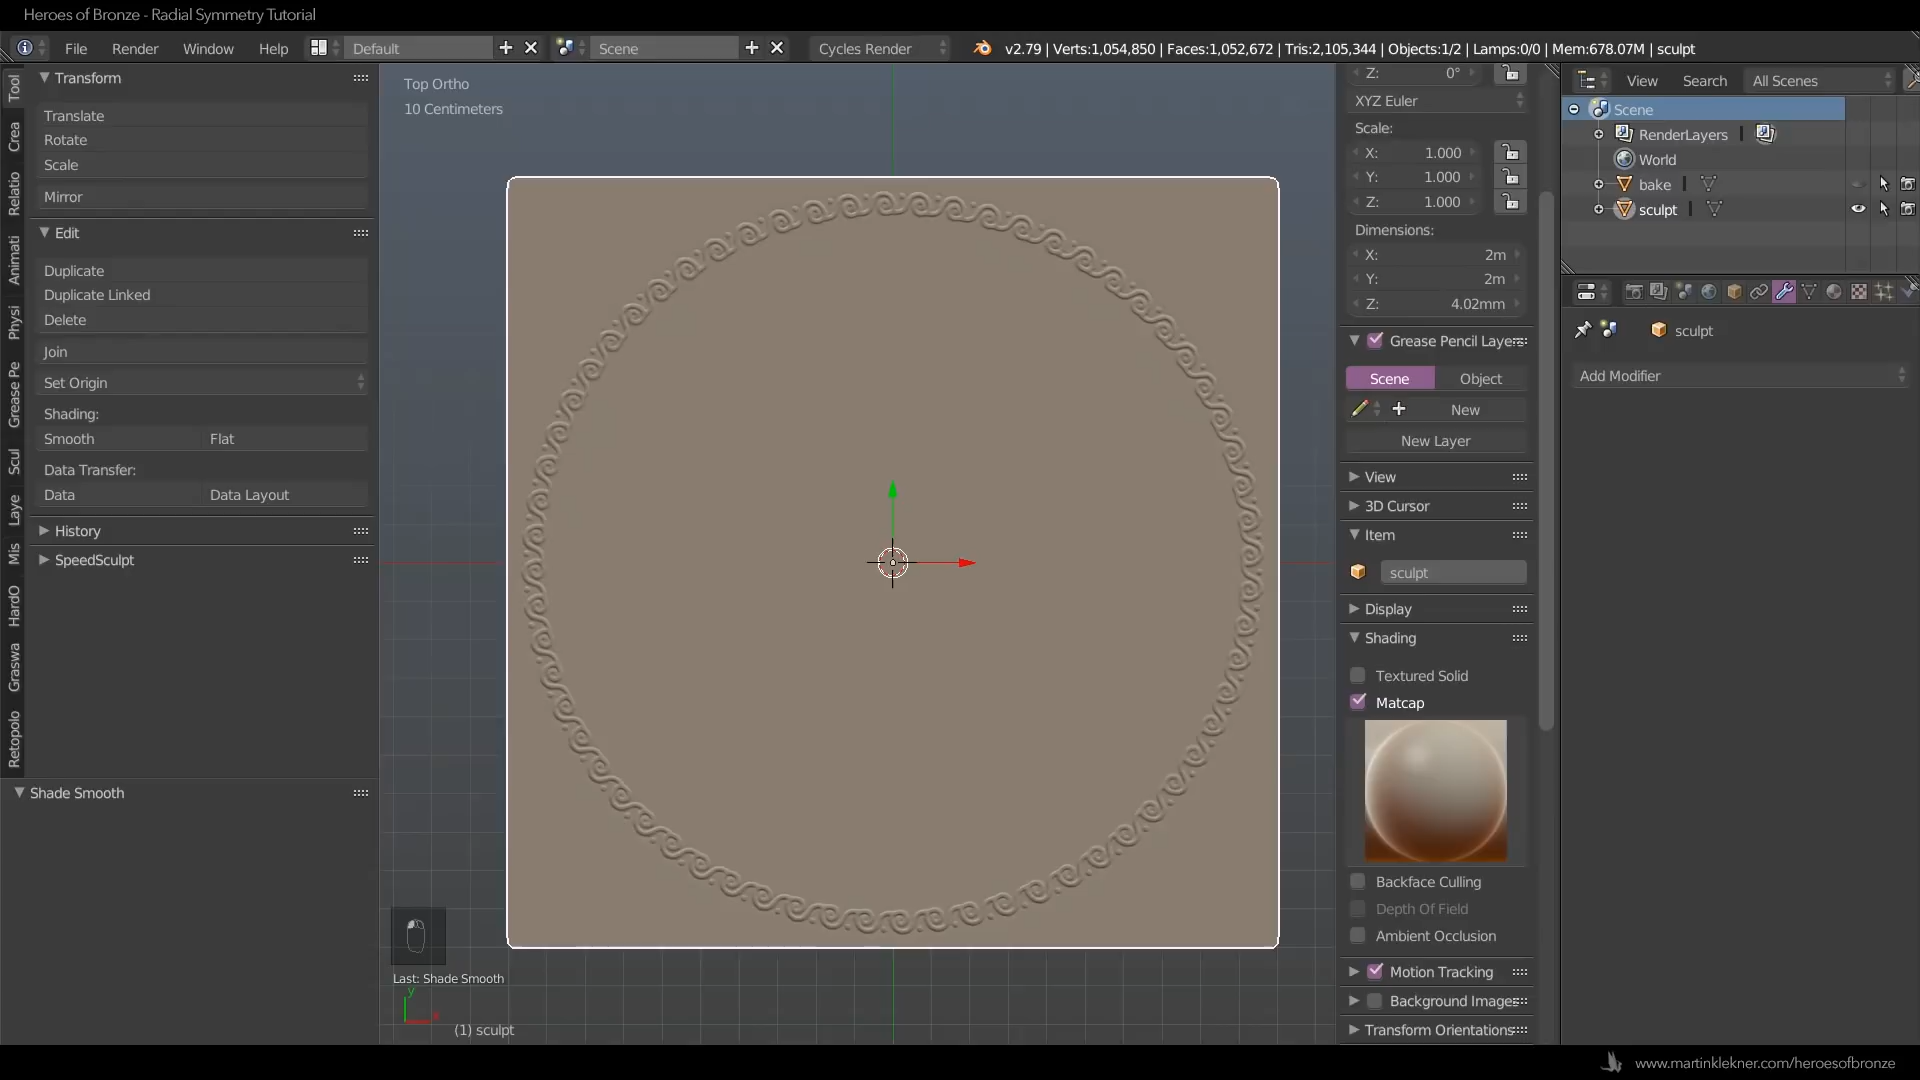 Heroes of Bronze - Radial Symmetry Tutorial
File Render Window Help Default Scene Cycles Render v2.79 | Verts:1,054,850 | Faces:1,052,672 | Tris:2,105,344 | Objects:1/2 | Lamps:0/0 | Mem:678.07M | sculpt
Tool
Crea
Relatio
Animati
Physi
Grease Pe
Scul
Laye
Mis
HardO
Graswa
Retopolo
Transform
Translate
Rotate
Scale
Mirror
Edit
Duplicate
Duplicate Linked
Delete
Join
Set Origin
Shading:
Smooth Flat
Data Transfer:
Data Data Layout
History
SpeedSculpt
Shade Smooth
Top Ortho
10 Centimeters
Last: Shade Smooth
y
x
(1) sculpt
Z: 0°
XYZ Euler
Scale:
X: 1.000
Y: 1.000
Z: 1.000
Dimensions:
X: 2m
Y: 2m
Z: 4.02mm
Grease Pencil Laye
Scene Object
New
New Layer
View
3D Cursor
Item
sculpt
Display
Shading
Textured Solid
Matcap
Backface Culling
Depth Of Field
Ambient Occlusion
Motion Tracking
Background Images
Transform Orientations
View Search All Scenes
Scene
RenderLayers
World
bake
sculpt
sculpt
Add Modifier
www.martinklekner.com/heroesofbronze